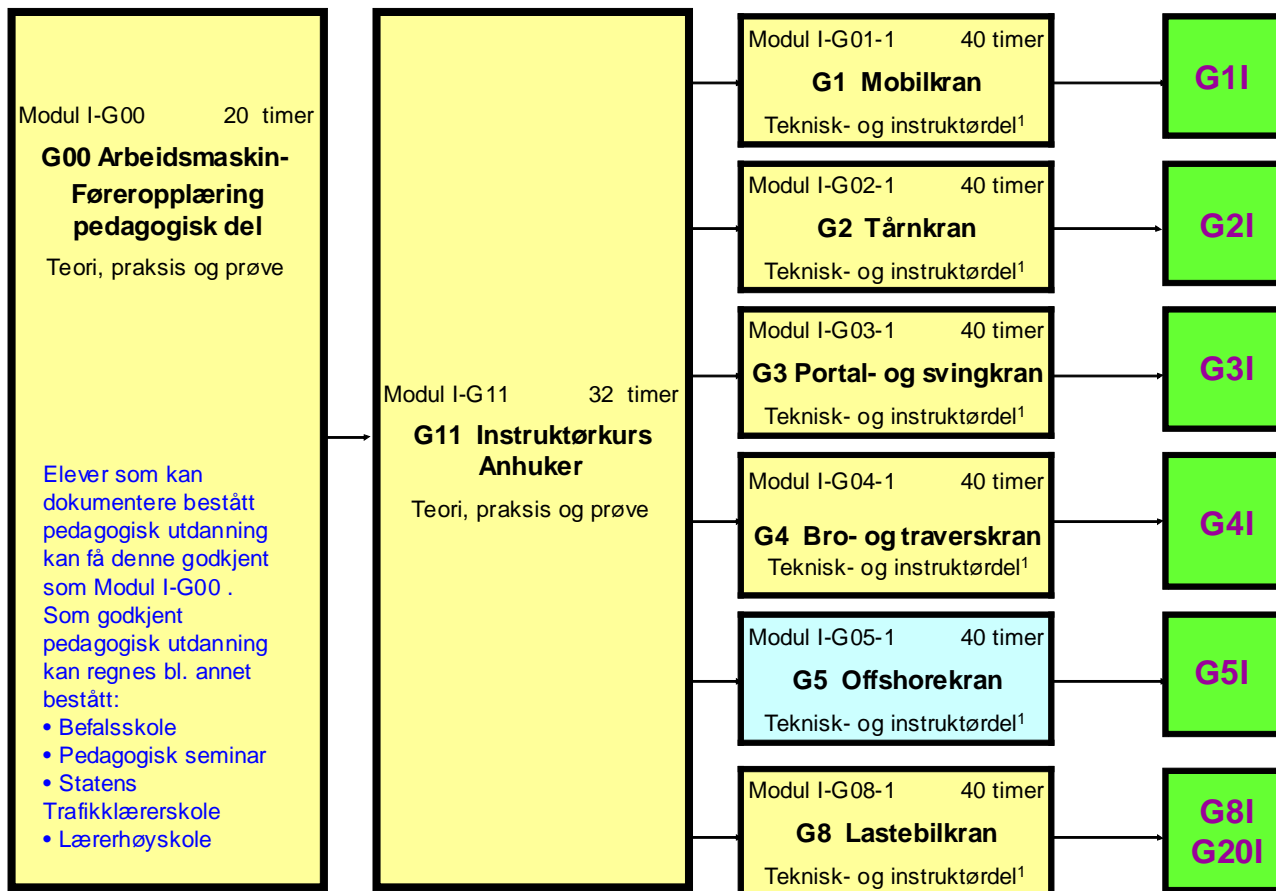 Modul I-G00 20 timer
G00 Arbeidsmaskin-
Føreropplæring
pedagogisk del
Teori, praksis og prøve
Elever som kan
dokumentere bestått
pedagogisk utdanning
kan få denne godkjent
som Modul I-G00 .
Som godkjent
pedagogisk utdanning
kan regnes bl. annet
bestått:
• Befalsskole
• Pedagogisk seminar
• Statens
Trafikklærerskole
• Lærerhøyskole
Modul I-G11 32 timer
G11 Instruktørkurs
Anhuker
Teori, praksis og prøve
Modul I-G01-1 40 timer
G1 Mobilkran
Teknisk- og instruktørdel¹
G1I
Modul I-G02-1 40 timer
G2 Tårnkran
Teknisk- og instruktørdel¹
G2I
Modul I-G03-1 40 timer
G3 Portal- og svingkran
Teknisk- og instruktørdel¹
G3I
Modul I-G04-1 40 timer
G4 Bro- og traverskran
Teknisk- og instruktørdel¹
G4I
Modul I-G05-1 40 timer
G5 Offshorekran
Teknisk- og instruktørdel¹
G5I
Modul I-G08-1 40 timer
G8 Lastebilkran
Teknisk- og instruktørdel¹
G8I
G20I